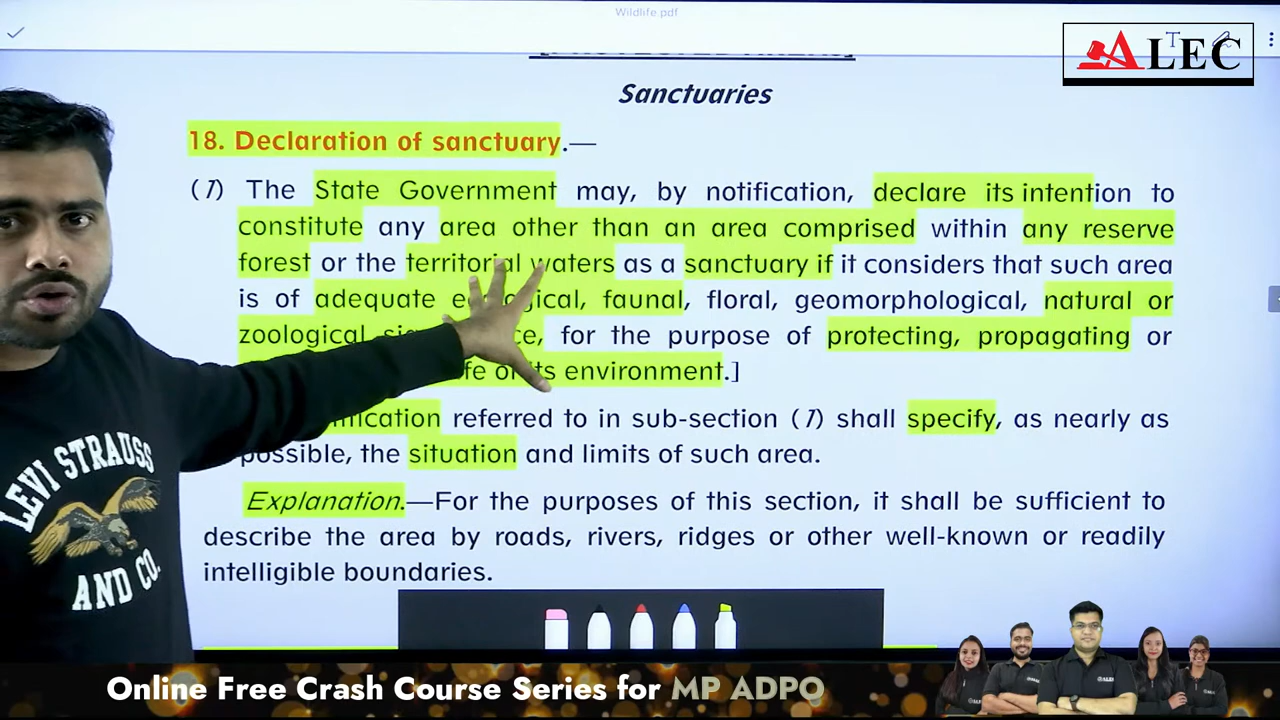 Wildlife.pdf
ALEC
Sanctuaries
18. Declaration of sanctuary.—
(1) The State Government may, by notification, declare its intention to
constitute any area other than an area comprised within any reserve
forest or the territorial waters as a sanctuary if it considers that such area
is of adequate ecological, faunal, floral, geomorphological, natural or
zoological ce, for the purpose of protecting, propagating or
of its environment.]
referred to in sub-section (1) shall specify, as nearly as
possible, the situation and limits of such area.
Explanation.—For the purposes of this section, it shall be sufficient to
describe the area by roads, rivers, ridges or other well-known or readily
intelligible boundaries.
LEVI STRAUSS
AND CO.
Online Free Crash Course Series for MP ADPO